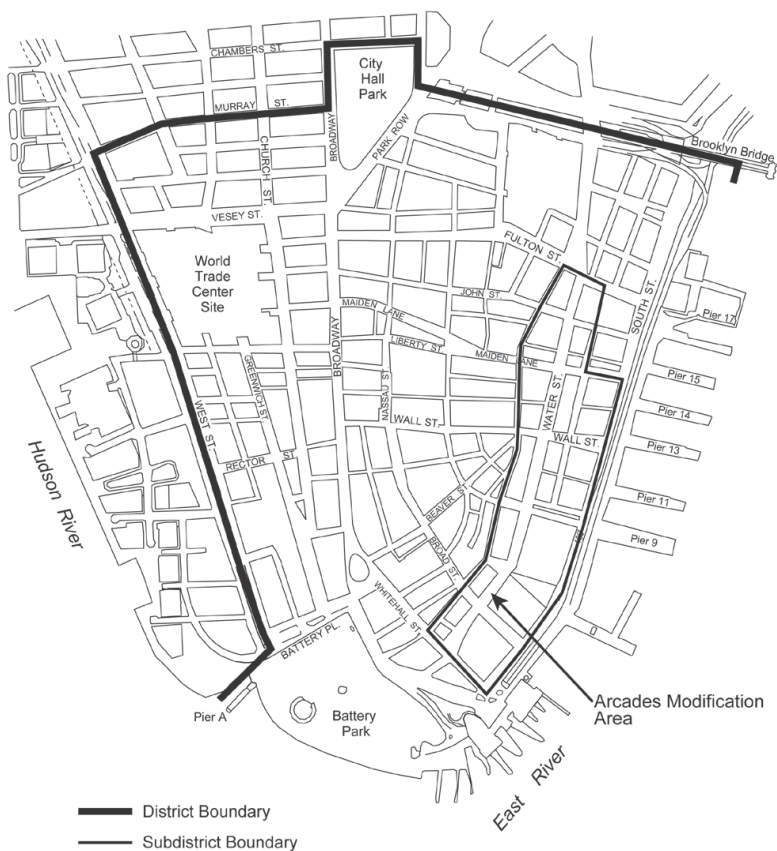 CHAMBERS ST.
City
Hall
Park
MURRAY ST.
BROADWAY
PARK ROW
CHURCH ST.
Brooklyn Bridge
VESEY ST.
FULTON ST.
World
Trade
Center
Site
JOHN ST.
SOUTH ST.
Pier 17
MAIDEN LANE
BROADWAY
LIBERTY ST.
MAIDEN LANE
GREENWICH ST.
NASSAU ST.
Pier 15
WATER ST.
WEST ST.
WALL ST.
Pier 14
WALL ST.
Pier 13
RECTOR ST
Hudson River
BEAVER ST.
Pier 11
BROAD ST.
Pier 9
WHITEHALL ST.
BATTERY PL.
Pier A
Battery
Park
Arcades Modification
Area
East River
District Boundary
Subdistrict Boundary